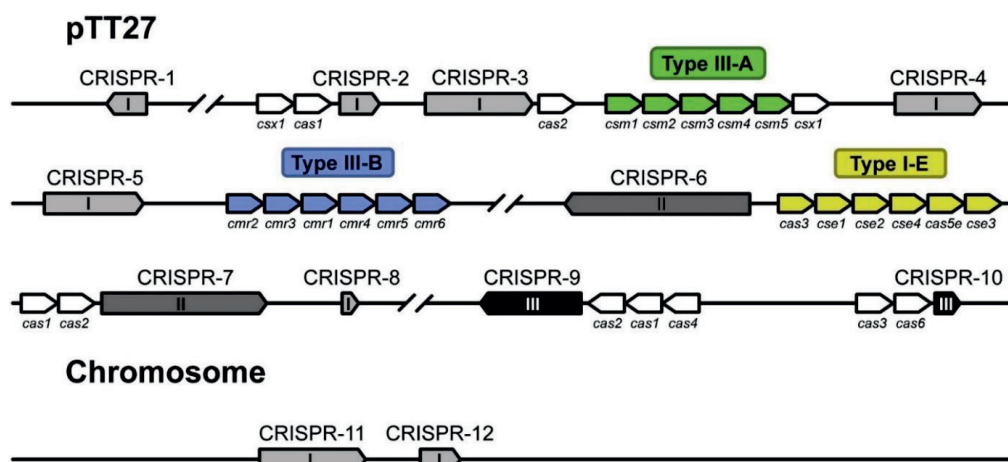 pTT27
CRISPR-1 CRISPR-2 CRISPR-3 Type III-A CRISPR-4
I I I I
csx1 cas1 cas2 csm1 csm2 csm3 csm4 csm5 csx1
CRISPR-5 Type III-B CRISPR-6 Type I-E
I II
cmr2 cmr3 cmr1 cmr4 cmr5 cmr6 cas3 cse1 cse2 cse4 cas5e cse3
CRISPR-7 CRISPR-8 CRISPR-9 CRISPR-10
II I III III
cas1 cas2 cas2 cas1 cas4 cas3 cas6
Chromosome
CRISPR-11 CRISPR-12
I I